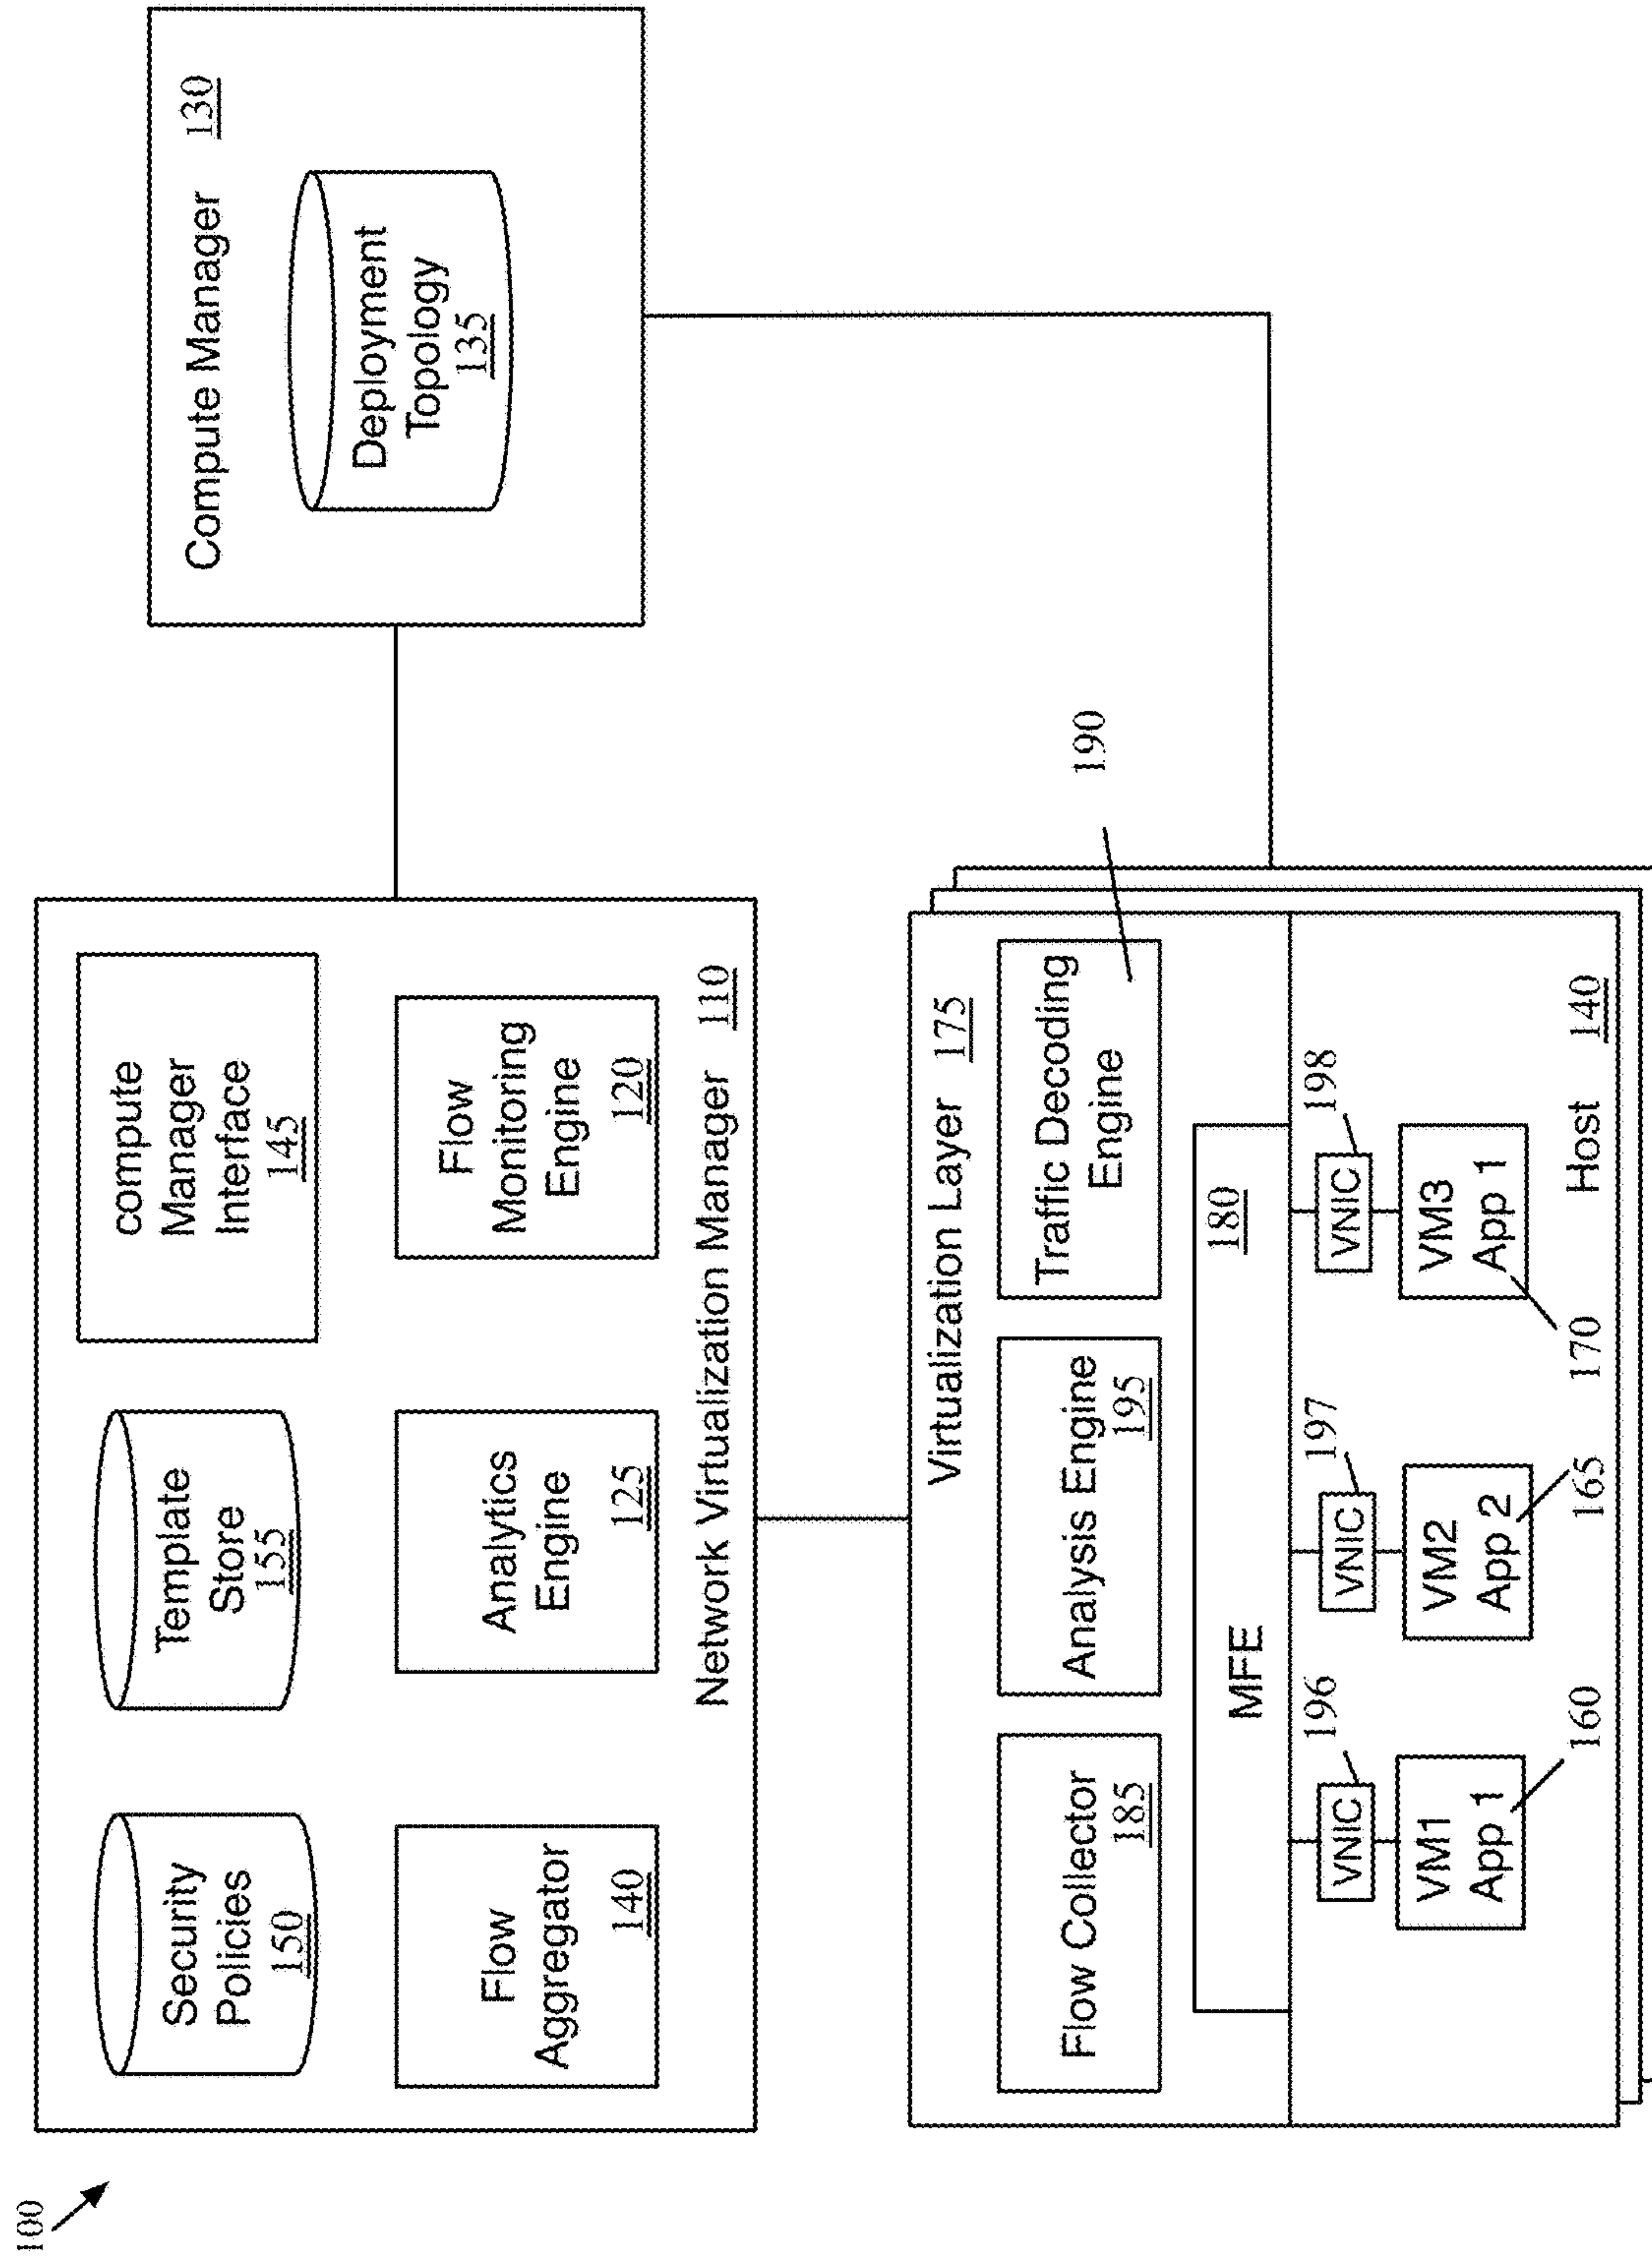 100
Security
Policies
150
Template
Store
155
compute
Manager
Interface
145
Flow
Aggregator
140
Analytics
Engine
125
Flow
Monitoring
Engine
120
Network Virtualization Manager 110
Compute Manager 130
Deployment
Topology
135
Virtualization Layer 175
Flow Collector
185
Analysis Engine
195
Traffic Decoding
Engine
190
MFE 180
VNIC 196
VNIC 197
VNIC 198
VM1
App 1
160
VM2
App 2
165
VM3
App 1
170
Host 140